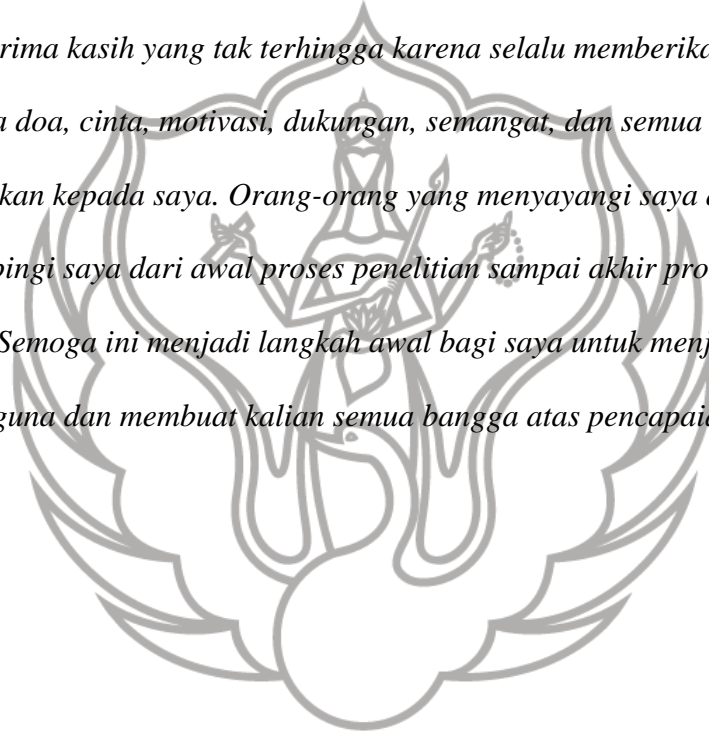 rima kasih yang tak terhingga karena selalu memberika
a doa, cinta, motivasi, dukungan, semangat, dan semua
kan kepada saya. Orang-orang yang menyayangi saya
pingi saya dari awal proses penelitian sampai akhir pro
Semoga ini menjadi langkah awal bagi saya untuk menj
guna dan membuat kalian semua bangga atas pencapaia